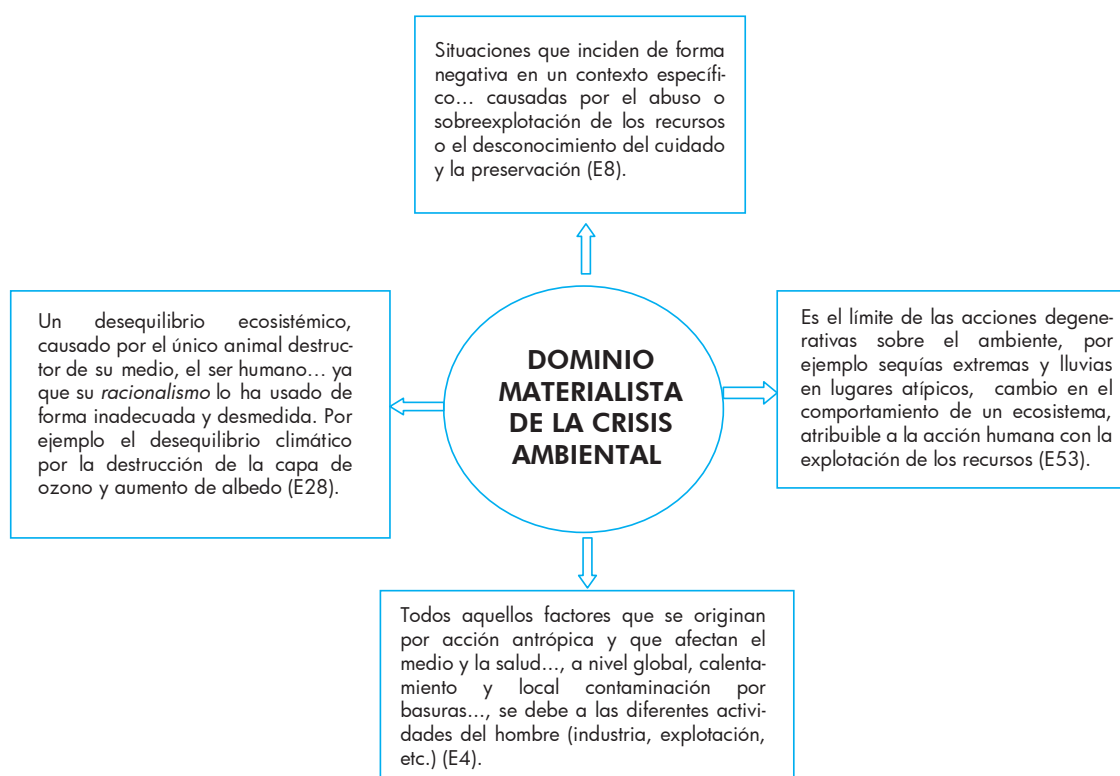 Situaciones que inciden de forma
negativa en un contexto específi-
co... causadas por el abuso o
sobreexplotación de los recursos
o el desconocimiento del cuidado
y la preservación (E8).
Un desequilibrio ecosistémico,
causado por el único animal destruc-
tor de su medio, el ser humano... ya
que su racionalismo lo ha usado de
forma inadecuada y desmedida. Por
ejemplo el desequilibrio climático
por la destrucción de la capa de
ozono y aumento de albedo (E28).
DOMINIO
MATERIALISTA
DE LA CRISIS
AMBIENTAL
Es el límite de las acciones degene-
rativas sobre el ambiente, por
ejemplo sequías extremas y lluvias
en lugares atípicos, cambio en el
comportamiento de un ecosistema,
atribuible a la acción humana con la
explotación de los recursos (E53).
Todos aquellos factores que se originan
por acción antrópica y que afectan el
medio y la salud..., a nivel global, calenta-
miento y local contaminación por
basuras..., se debe a las diferentes activi-
dades del hombre (industria, explotación,
etc.) (E4).